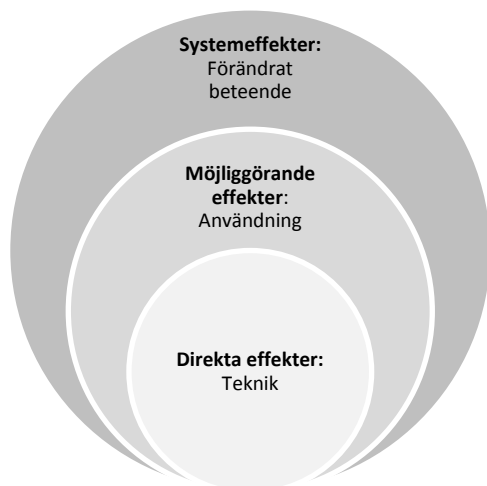 Systemeffekter:
Förändrat
beteende
Möjliggörande
effekter:
Användning
Direkta effekter:
Teknik